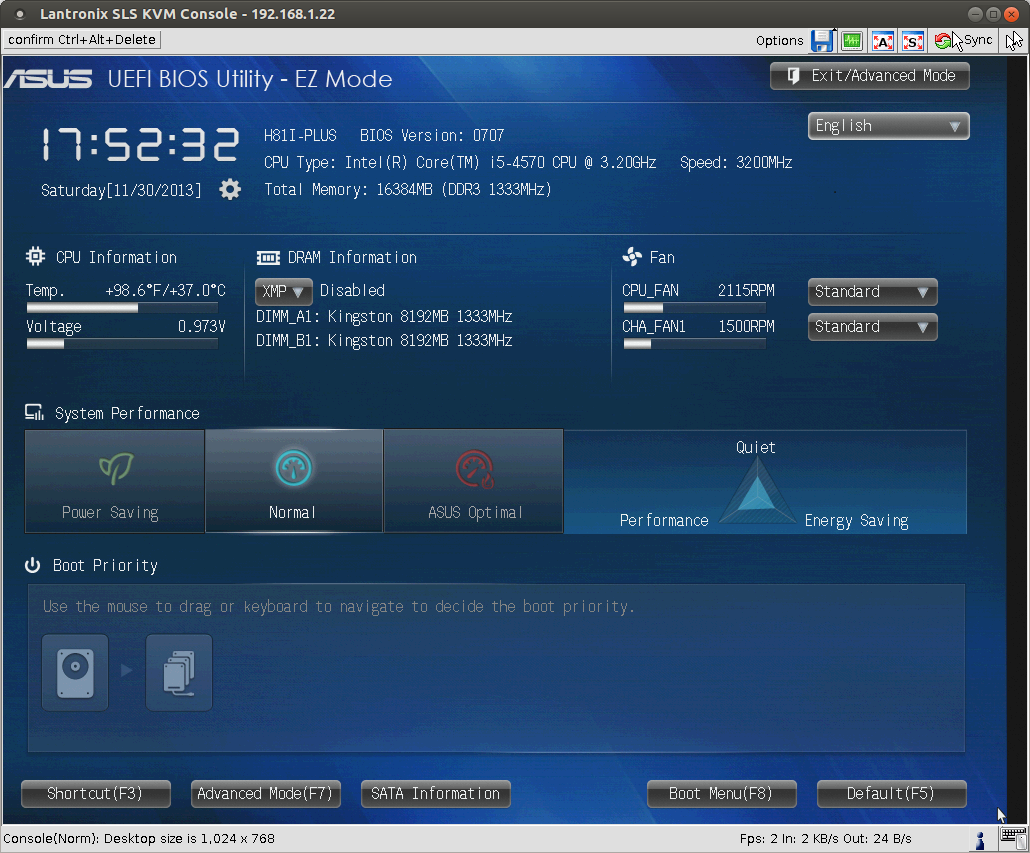 Lantronix SLS KVM Console - 192.168.1.22
confirm Ctrl+Alt+Delete
Options
A
S
Sync
ASUS UEFI BIOS Utility - EZ Mode
Exit/Advanced Mode
English
17:52:32
Saturday[11/30/2013]
H81I-PLUS BIOS Version: 0707
CPU Type: Intel(R) Core(TM) i5-4570 CPU @ 3.20GHz Speed: 3200MHz
Total Memory: 16384MB (DDR3 1333MHz)
CPU Information
Temp. +98.6°F/+37.0°C
Voltage 0.973V
DRAM Information
XMP Disabled
DIMM_A1: Kingston 8192MB 1333MHz
DIMM_B1: Kingston 8192MB 1333MHz
Fan
CPU_FAN 2115RPM Standard
CHA_FAN1 1500RPM Standard
System Performance
Power Saving
Normal
ASUS Optimal
Quiet
Performance
Energy Saving
Boot Priority
Use the mouse to drag or keyboard to navigate to decide the boot priority.
Shortcut(F3)
Advanced Mode(F7)
SATA Information
Boot Menu(F8)
Default(F5)
Console(Norm): Desktop size is 1,024 x 768
Fps: 2 In: 2 KB/s Out: 24 B/s